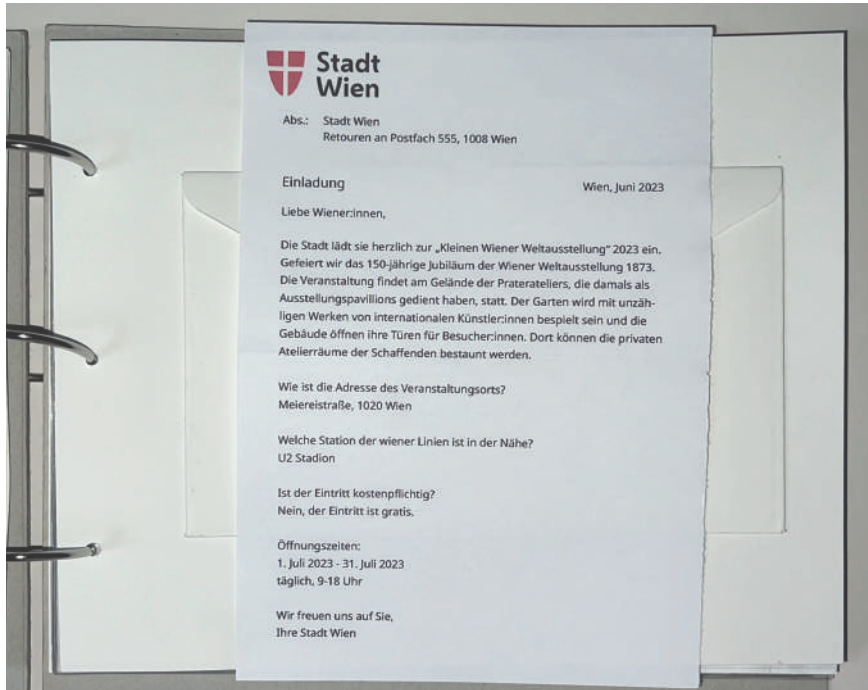 Stadt
Wien
Abs.: Stadt Wien
Retouren an Postfach 555, 1008 Wien
Einladung
Wien, Juni 2023
Liebe Wiener:innen,
Die Stadt lädt sie herzlich zur „Kleinen Wiener Weltausstellung“ 2023 ein.
Gefeiert wir das 150-jährige Jubiläum der Wiener Weltausstellung 1873.
Die Veranstaltung findet am Gelände der Praterateliers, die damals als
Ausstellungspavillions gedient haben, statt. Der Garten wird mit unzäh-
ligen Werken von internationalen Künstler:innen bespielt sein und die
Gebäude öffnen ihre Türen für Besucher:innen. Dort können die privaten
Atelierräume der Schaffenden bestaunt werden.
Wie ist die Adresse des Veranstaltungsorts?
Meiereistraße, 1020 Wien
Welche Station der wiener Linien ist in der Nähe?
U2 Stadion
Ist der Eintritt kostenpflichtig?
Nein, der Eintritt ist gratis.
Öffnungszeiten:
1. Juli 2023 - 31. Juli 2023
täglich, 9-18 Uhr
Wir freuen uns auf Sie,
Ihre Stadt Wien